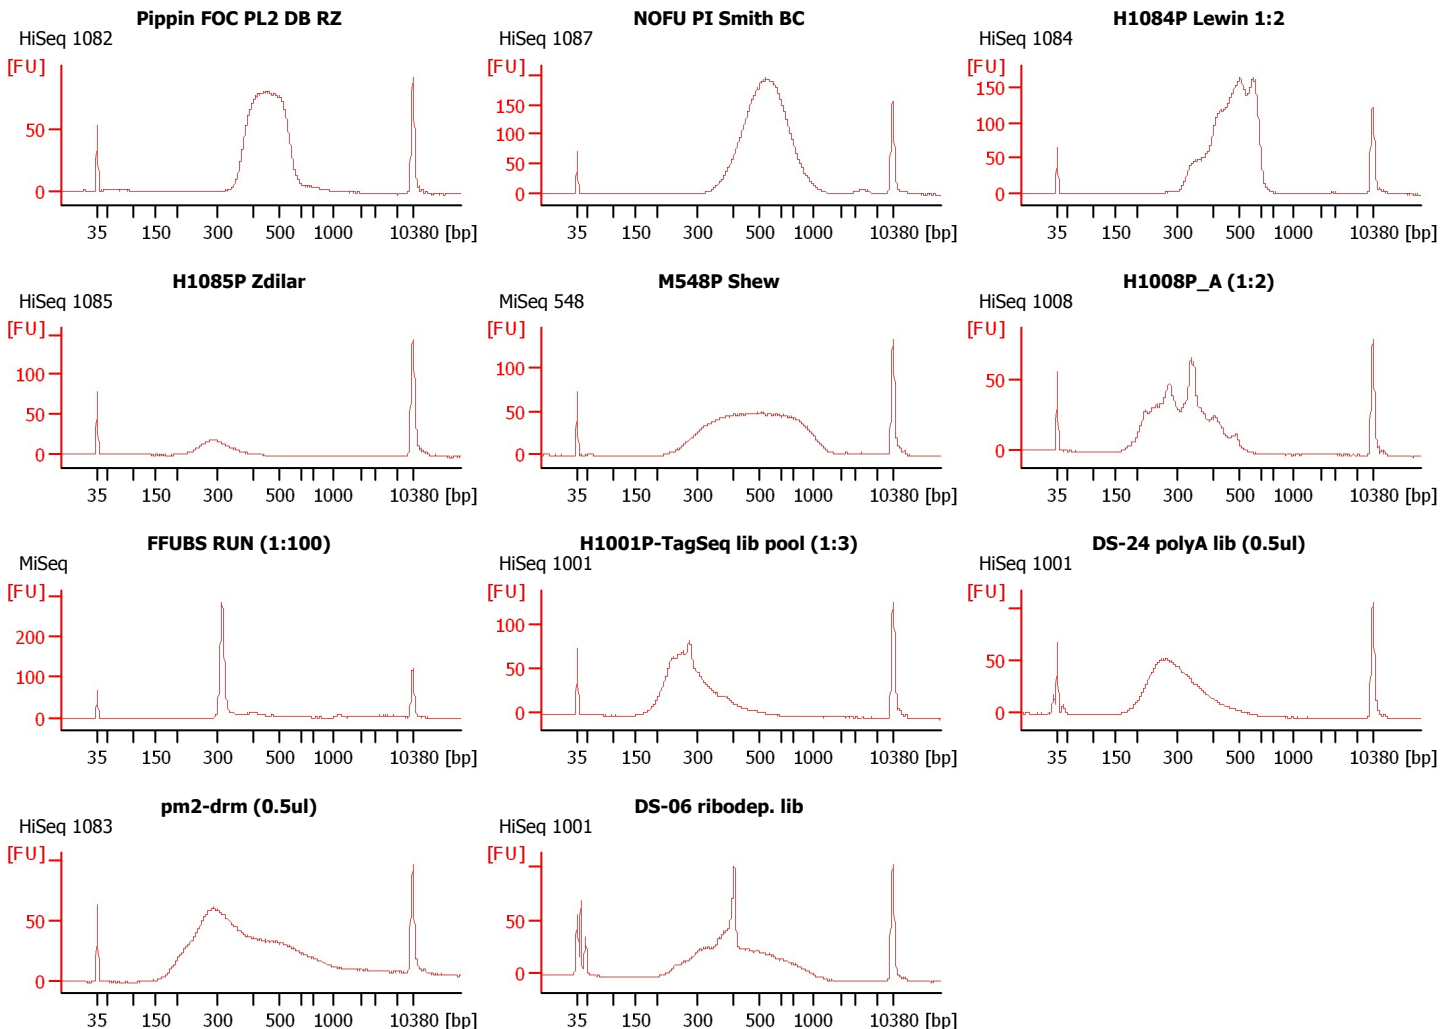 Pippin FOC PL2 DB RZ
HiSeq 1082
[FU]
50
0
35 150 300 500 1000 10380 [bp]
NOFU PI Smith BC
HiSeq 1087
[FU]
150
100
50
0
35 150 300 500 1000 10380 [bp]
H1084P Lewin 1:2
HiSeq 1084
[FU]
150
100
50
0
35 150 300 500 1000 10380 [bp]
H1085P Zdilar
HiSeq 1085
[FU]
100
50
0
35 150 300 500 1000 10380 [bp]
M548P Shew
MiSeq 548
[FU]
100
50
0
35 150 300 500 1000 10380 [bp]
H1008P_A (1:2)
HiSeq 1008
[FU]
50
0
35 150 300 500 1000 10380 [bp]
FFUBS RUN (1:100)
MiSeq
[FU]
200
100
0
35 150 300 500 1000 10380 [bp]
H1001P-TagSeq lib pool (1:3)
HiSeq 1001
[FU]
100
50
0
35 150 300 500 1000 10380 [bp]
DS-24 polyA lib (0.5ul)
HiSeq 1001
[FU]
50
0
35 150 300 500 1000 10380 [bp]
pm2-drm (0.5ul)
HiSeq 1083
[FU]
50
0
35 150 300 500 1000 10380 [bp]
DS-06 ribodep. lib
HiSeq 1001
[FU]
50
0
35 150 300 500 1000 10380 [bp]